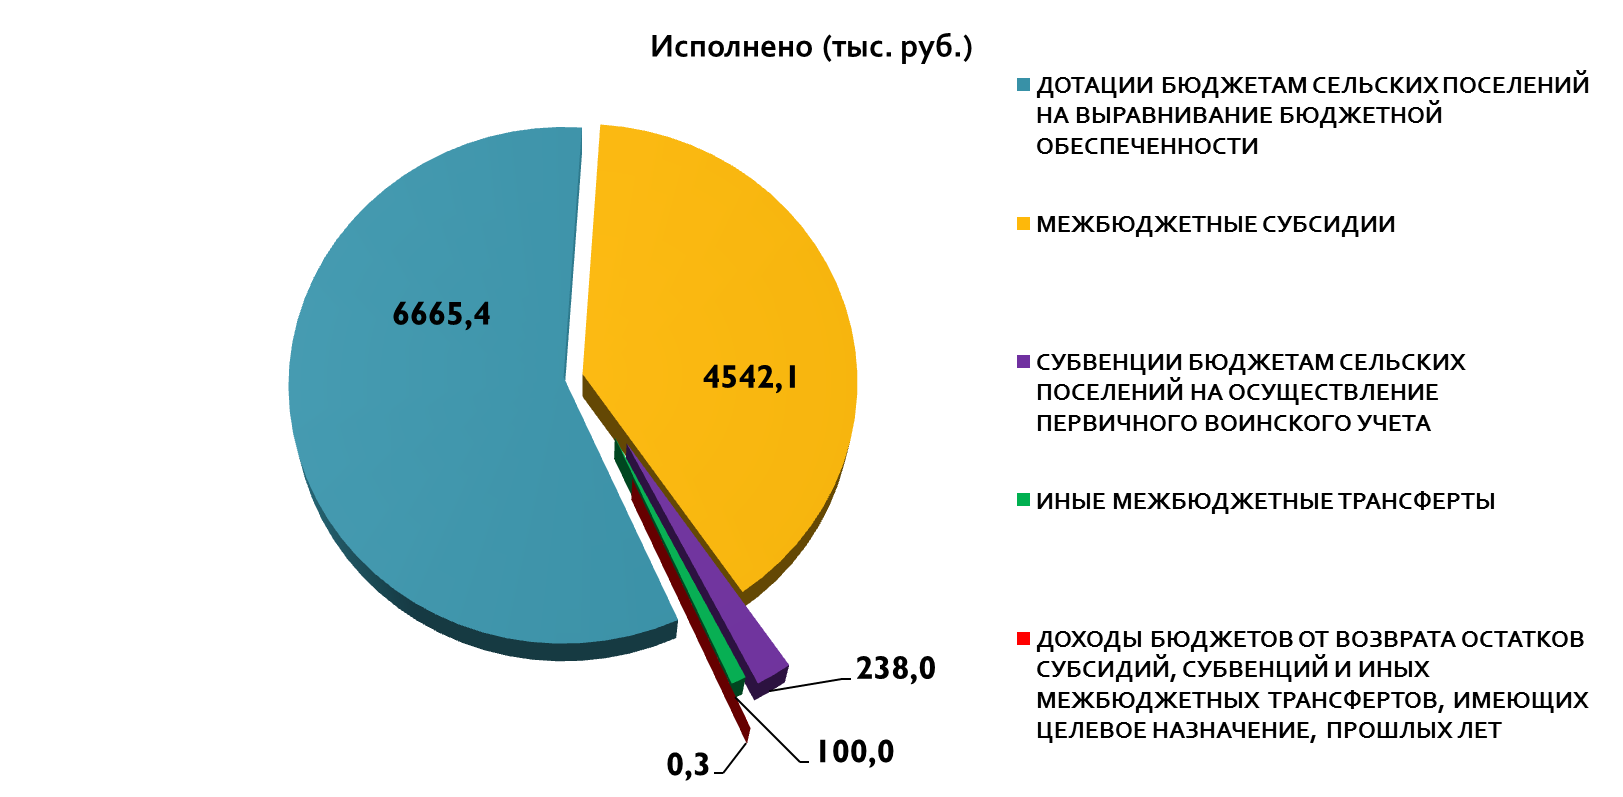 Исполнено (тыс. руб.)
6665,4
4542,1
238,0
100,0
0,3
ДОТАЦИИ БЮДЖЕТАМ СЕЛЬСКИХ ПОСЕЛЕНИЙ
НА ВЫРАВНИВАНИЕ БЮДЖЕТНОЙ
ОБЕСПЕЧЕННОСТИ
МЕЖБЮДЖЕТНЫЕ СУБСИДИИ
СУБВЕНЦИИ БЮДЖЕТАМ СЕЛЬСКИХ
ПОСЕЛЕНИЙ НА ОСУЩЕСТВЛЕНИЕ
ПЕРВИЧНОГО ВОИНСКОГО УЧЕТА
ИНЫЕ МЕЖБЮДЖЕТНЫЕ ТРАНСФЕРТЫ
ДОХОДЫ БЮДЖЕТОВ ОТ ВОЗВРАТА ОСТАТКОВ
СУБСИДИЙ, СУБВЕНЦИЙ И ИНЫХ
МЕЖБЮДЖЕТНЫХ ТРАНСФЕРТОВ, ИМЕЮЩИХ
ЦЕЛЕВОЕ НАЗНАЧЕНИЕ, ПРОШЛЫХ ЛЕТ